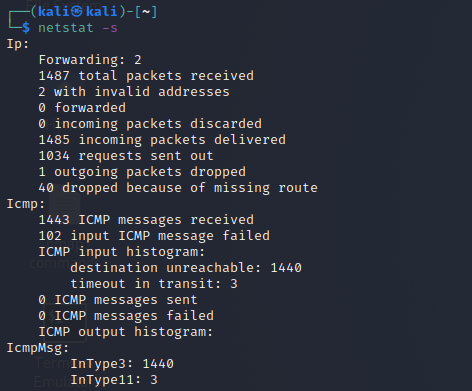 ┌──(kali㉿kali)-[~]
└─$ netstat -s
Ip:
    Forwarding: 2
    1487 total packets received
    2 with invalid addresses
    0 forwarded
    0 incoming packets discarded
    1485 incoming packets delivered
    1034 requests sent out
    1 outgoing packets dropped
    40 dropped because of missing route
Icmp:
    1443 ICMP messages received
    102 input ICMP message failed
    ICMP input histogram:
        destination unreachable: 1440
        timeout in transit: 3
    0 ICMP messages sent
    0 ICMP messages failed
    ICMP output histogram:
IcmpMsg:
        InType3: 1440
        InType11: 3